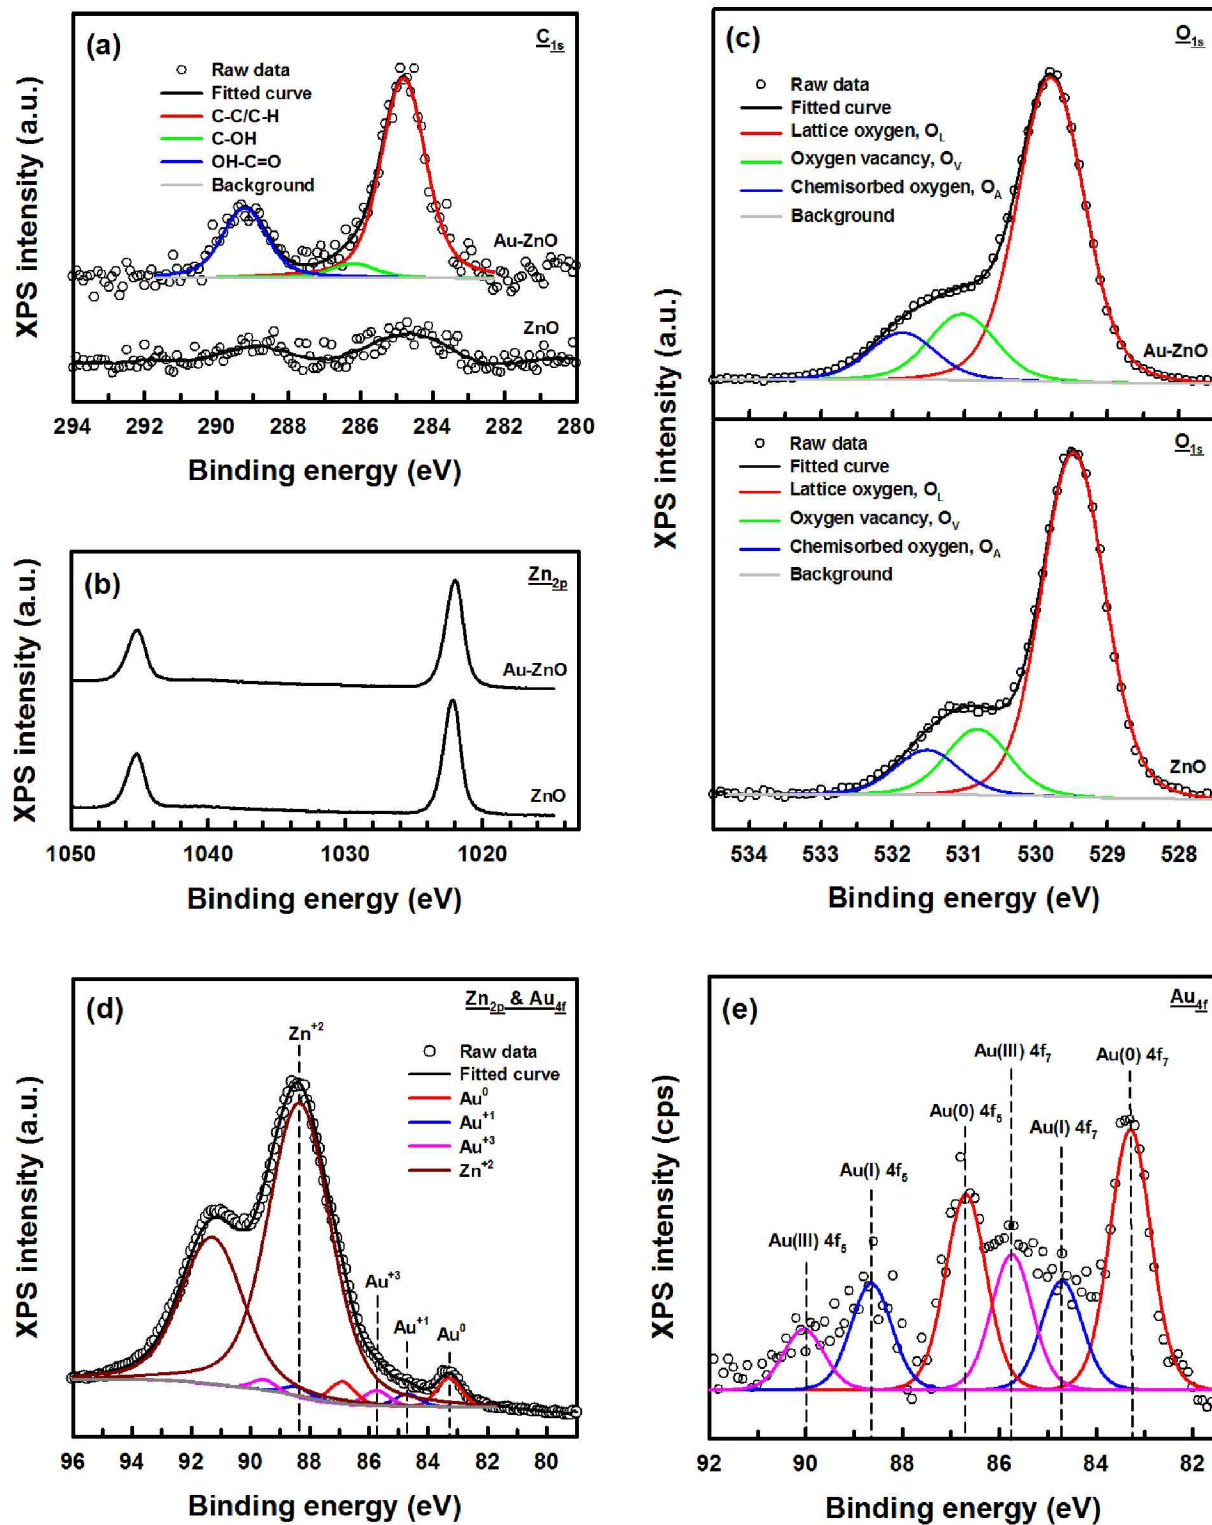 (a)
C1s
Raw data
Fitted curve
C-C/C-H
C-OH
OH-C=O
Background
Au-ZnO
ZnO
XPS intensity (a.u.)
294 292 290 288 286 284 282 280
Binding energy (eV)
(b)
Zn2p
Au-ZnO
ZnO
XPS intensity (a.u.)
1050 1040 1030 1020
Binding energy (eV)
(c)
O1s
Raw data
Fitted curve
Lattice oxygen, OL
Oxygen vacancy, OV
Chemisorbed oxygen, OA
Background
Au-ZnO
XPS intensity (a.u.)
O1s
Raw data
Fitted curve
Lattice oxygen, OL
Oxygen vacancy, OV
Chemisorbed oxygen, OA
Background
ZnO
534 533 532 531 530 529 528
Binding energy (eV)
(d)
Zn2p & Au4f
Zn+2
Raw data
Fitted curve
Au0
Au+1
Au+3
Zn+2
Au+3
Au+1
Au0
XPS intensity (a.u.)
96 94 92 90 88 86 84 82 80
Binding energy (eV)
(e)
Au4f
Au(III) 4f7
Au(0) 4f7
Au(0) 4f5
Au(I) 4f7
Au(I) 4f5
Au(III) 4f5
XPS intensity (cps)
92 90 88 86 84 82
Binding energy (eV)